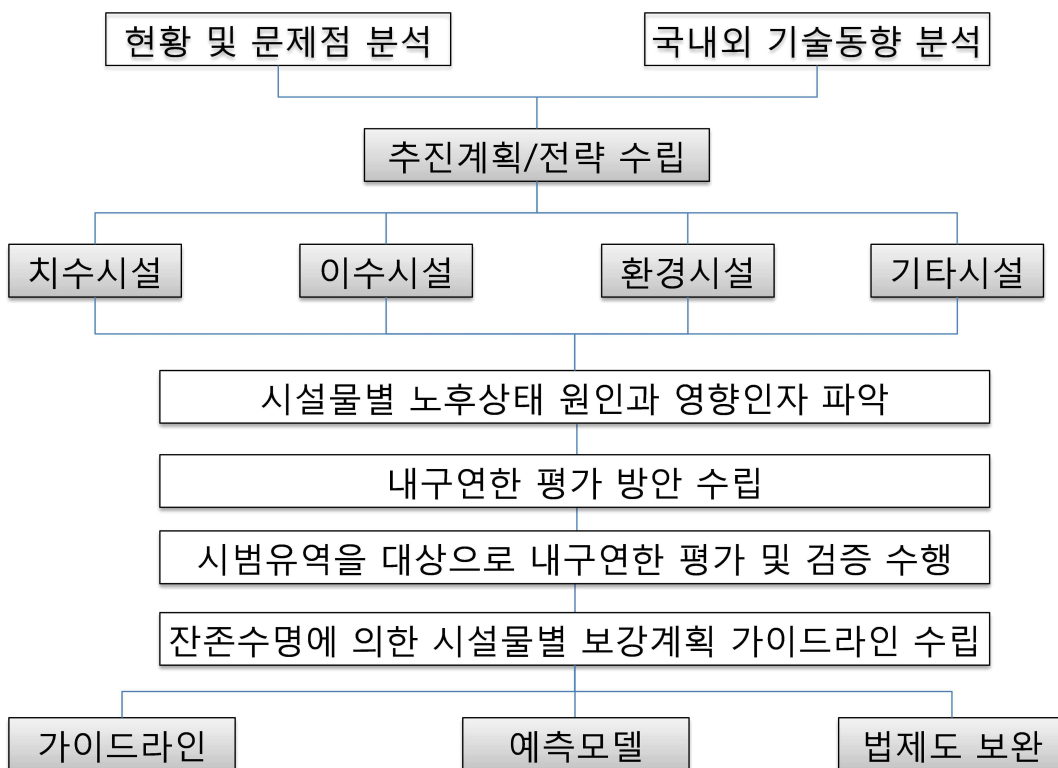 현황 및 문제점 분석
국내외 기술동향 분석
추진계획/전략 수립
치수시설
이수시설
환경시설
기타시설
시설물별 노후상태 원인과 영향인자 파악
내구연한 평가 방안 수립
시범유역을 대상으로 내구연한 평가 및 검증 수행
잔존수명에 의한 시설물별 보강계획 가이드라인 수립
가이드라인
예측모델
법제도 보완